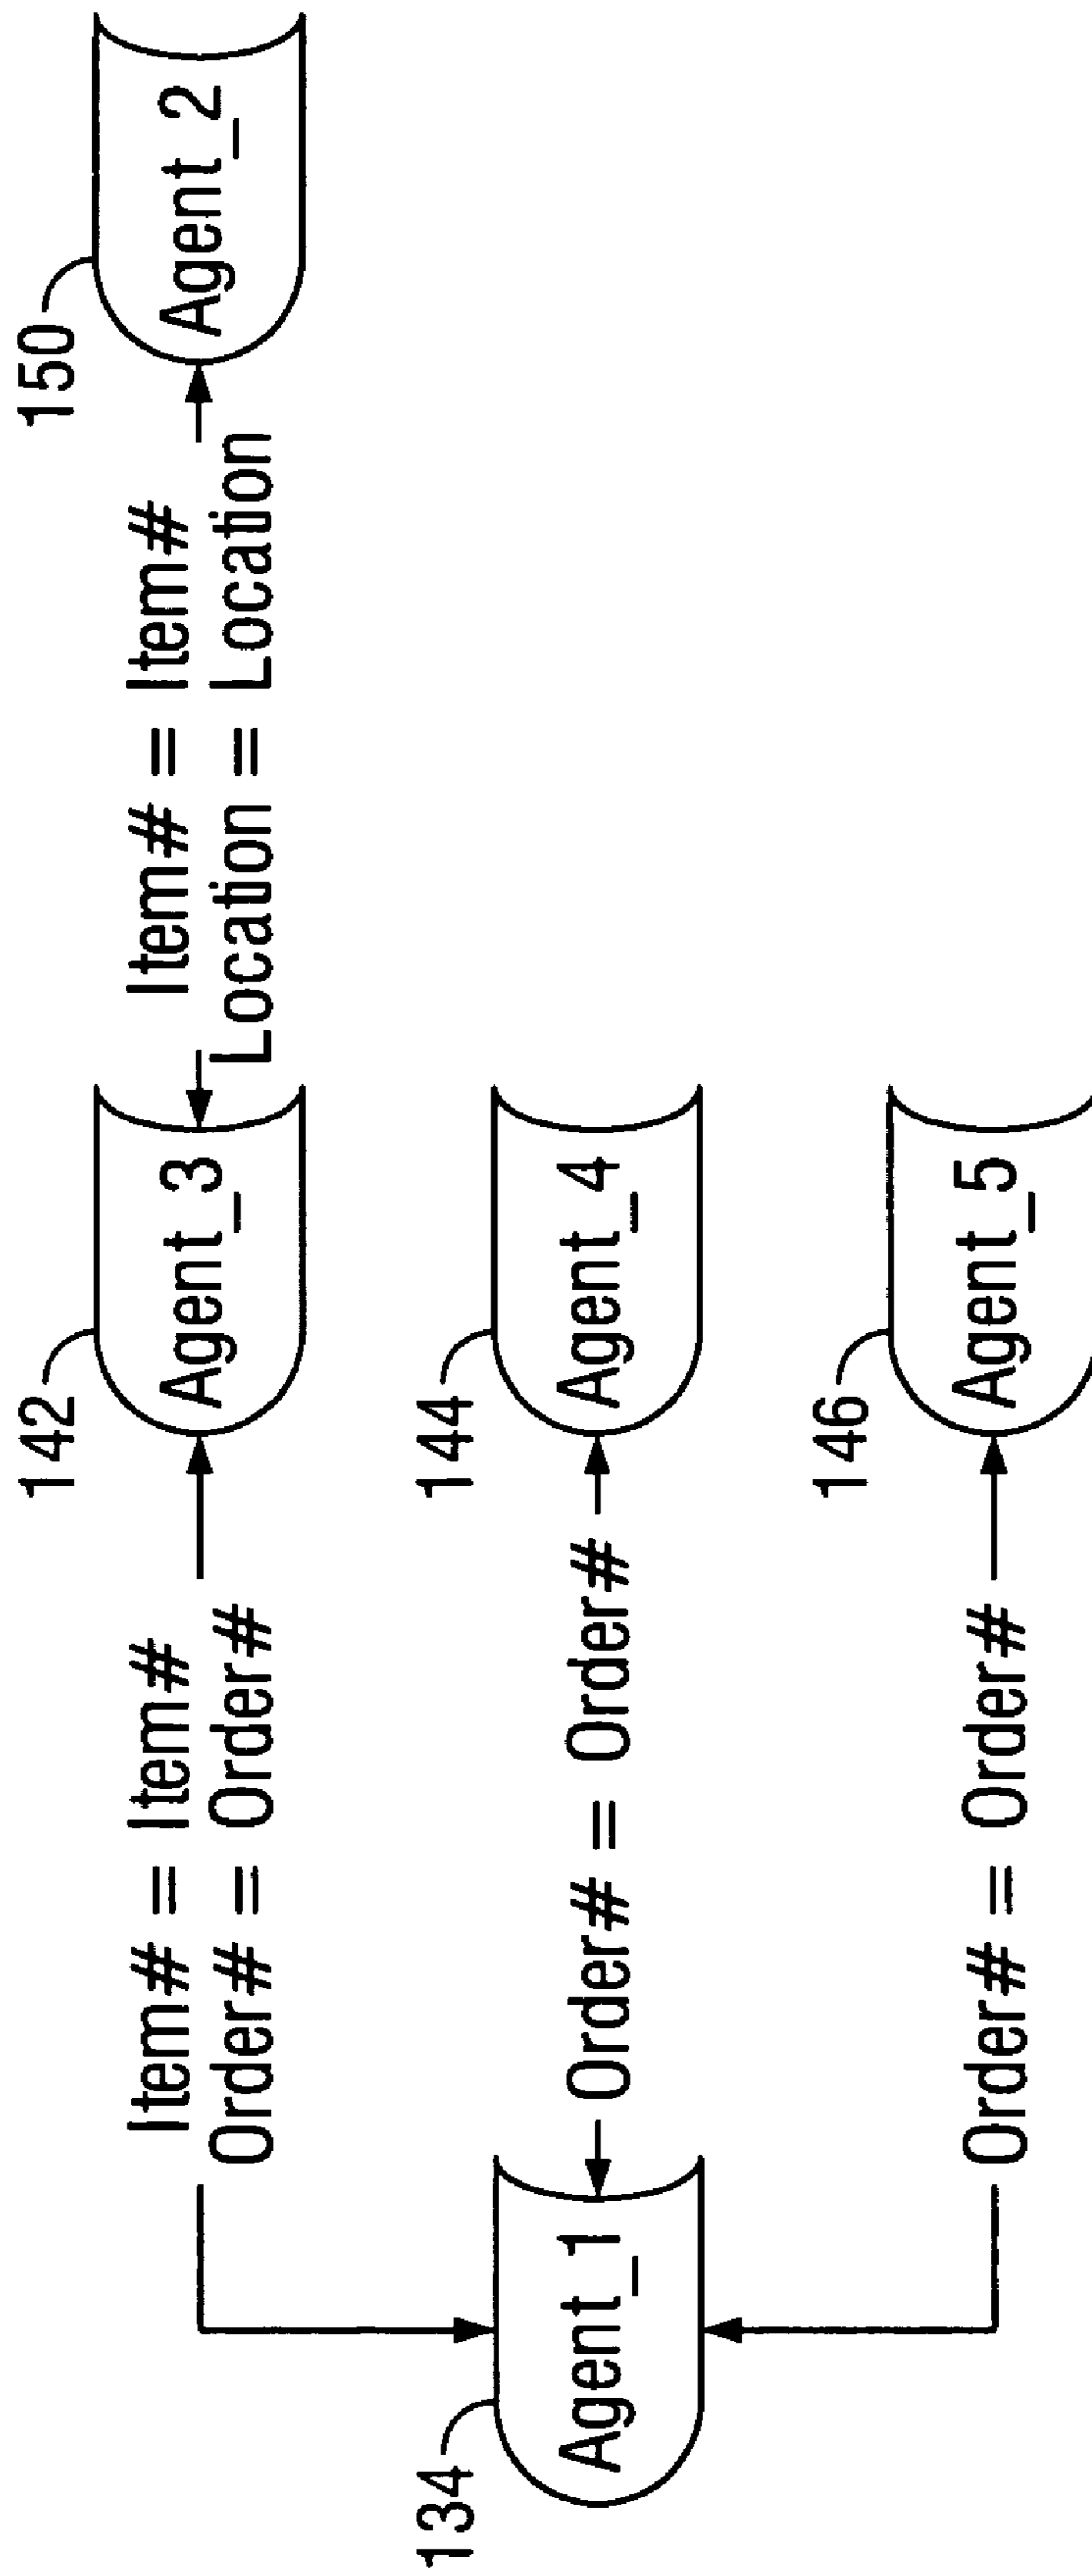 142
150
Item# = Item#
Order# = Order#
Agent_3
Item# = Item#
Location = Location
Agent_2
134
144
Agent_1
Order# = Order#
Agent_4
146
Order# = Order#
Agent_5